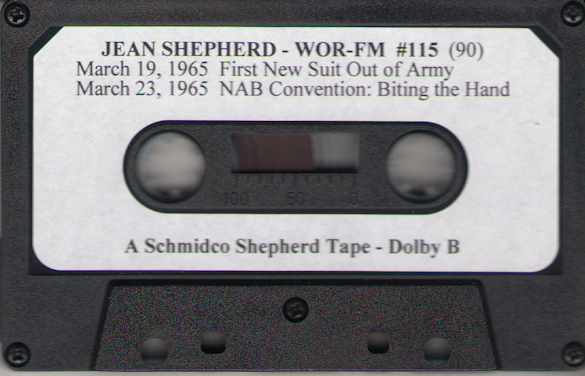 JEAN SHEPHERD - WOR-FM #115 (90)
March 19, 1965 First New Suit Out of Army
March 23, 1965 NAB Convention: Biting the Hand
100 50 0
A Schmidco Shepherd Tape - Dolby B